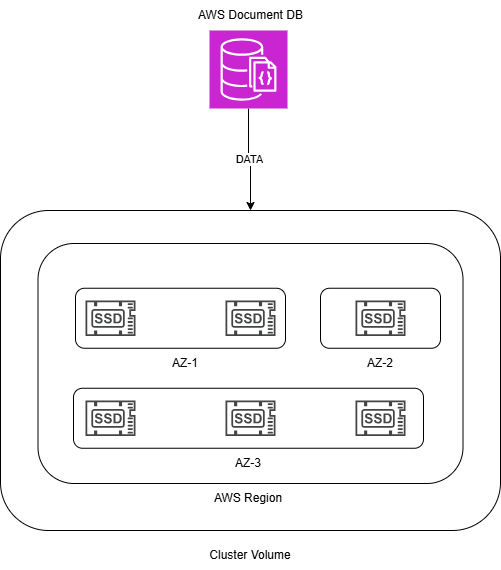 AWS Document DB
{}
DATA
SSD
SSD
SSD
AZ-1
AZ-2
SSD
SSD
SSD
AZ-3
AWS Region
Cluster Volume